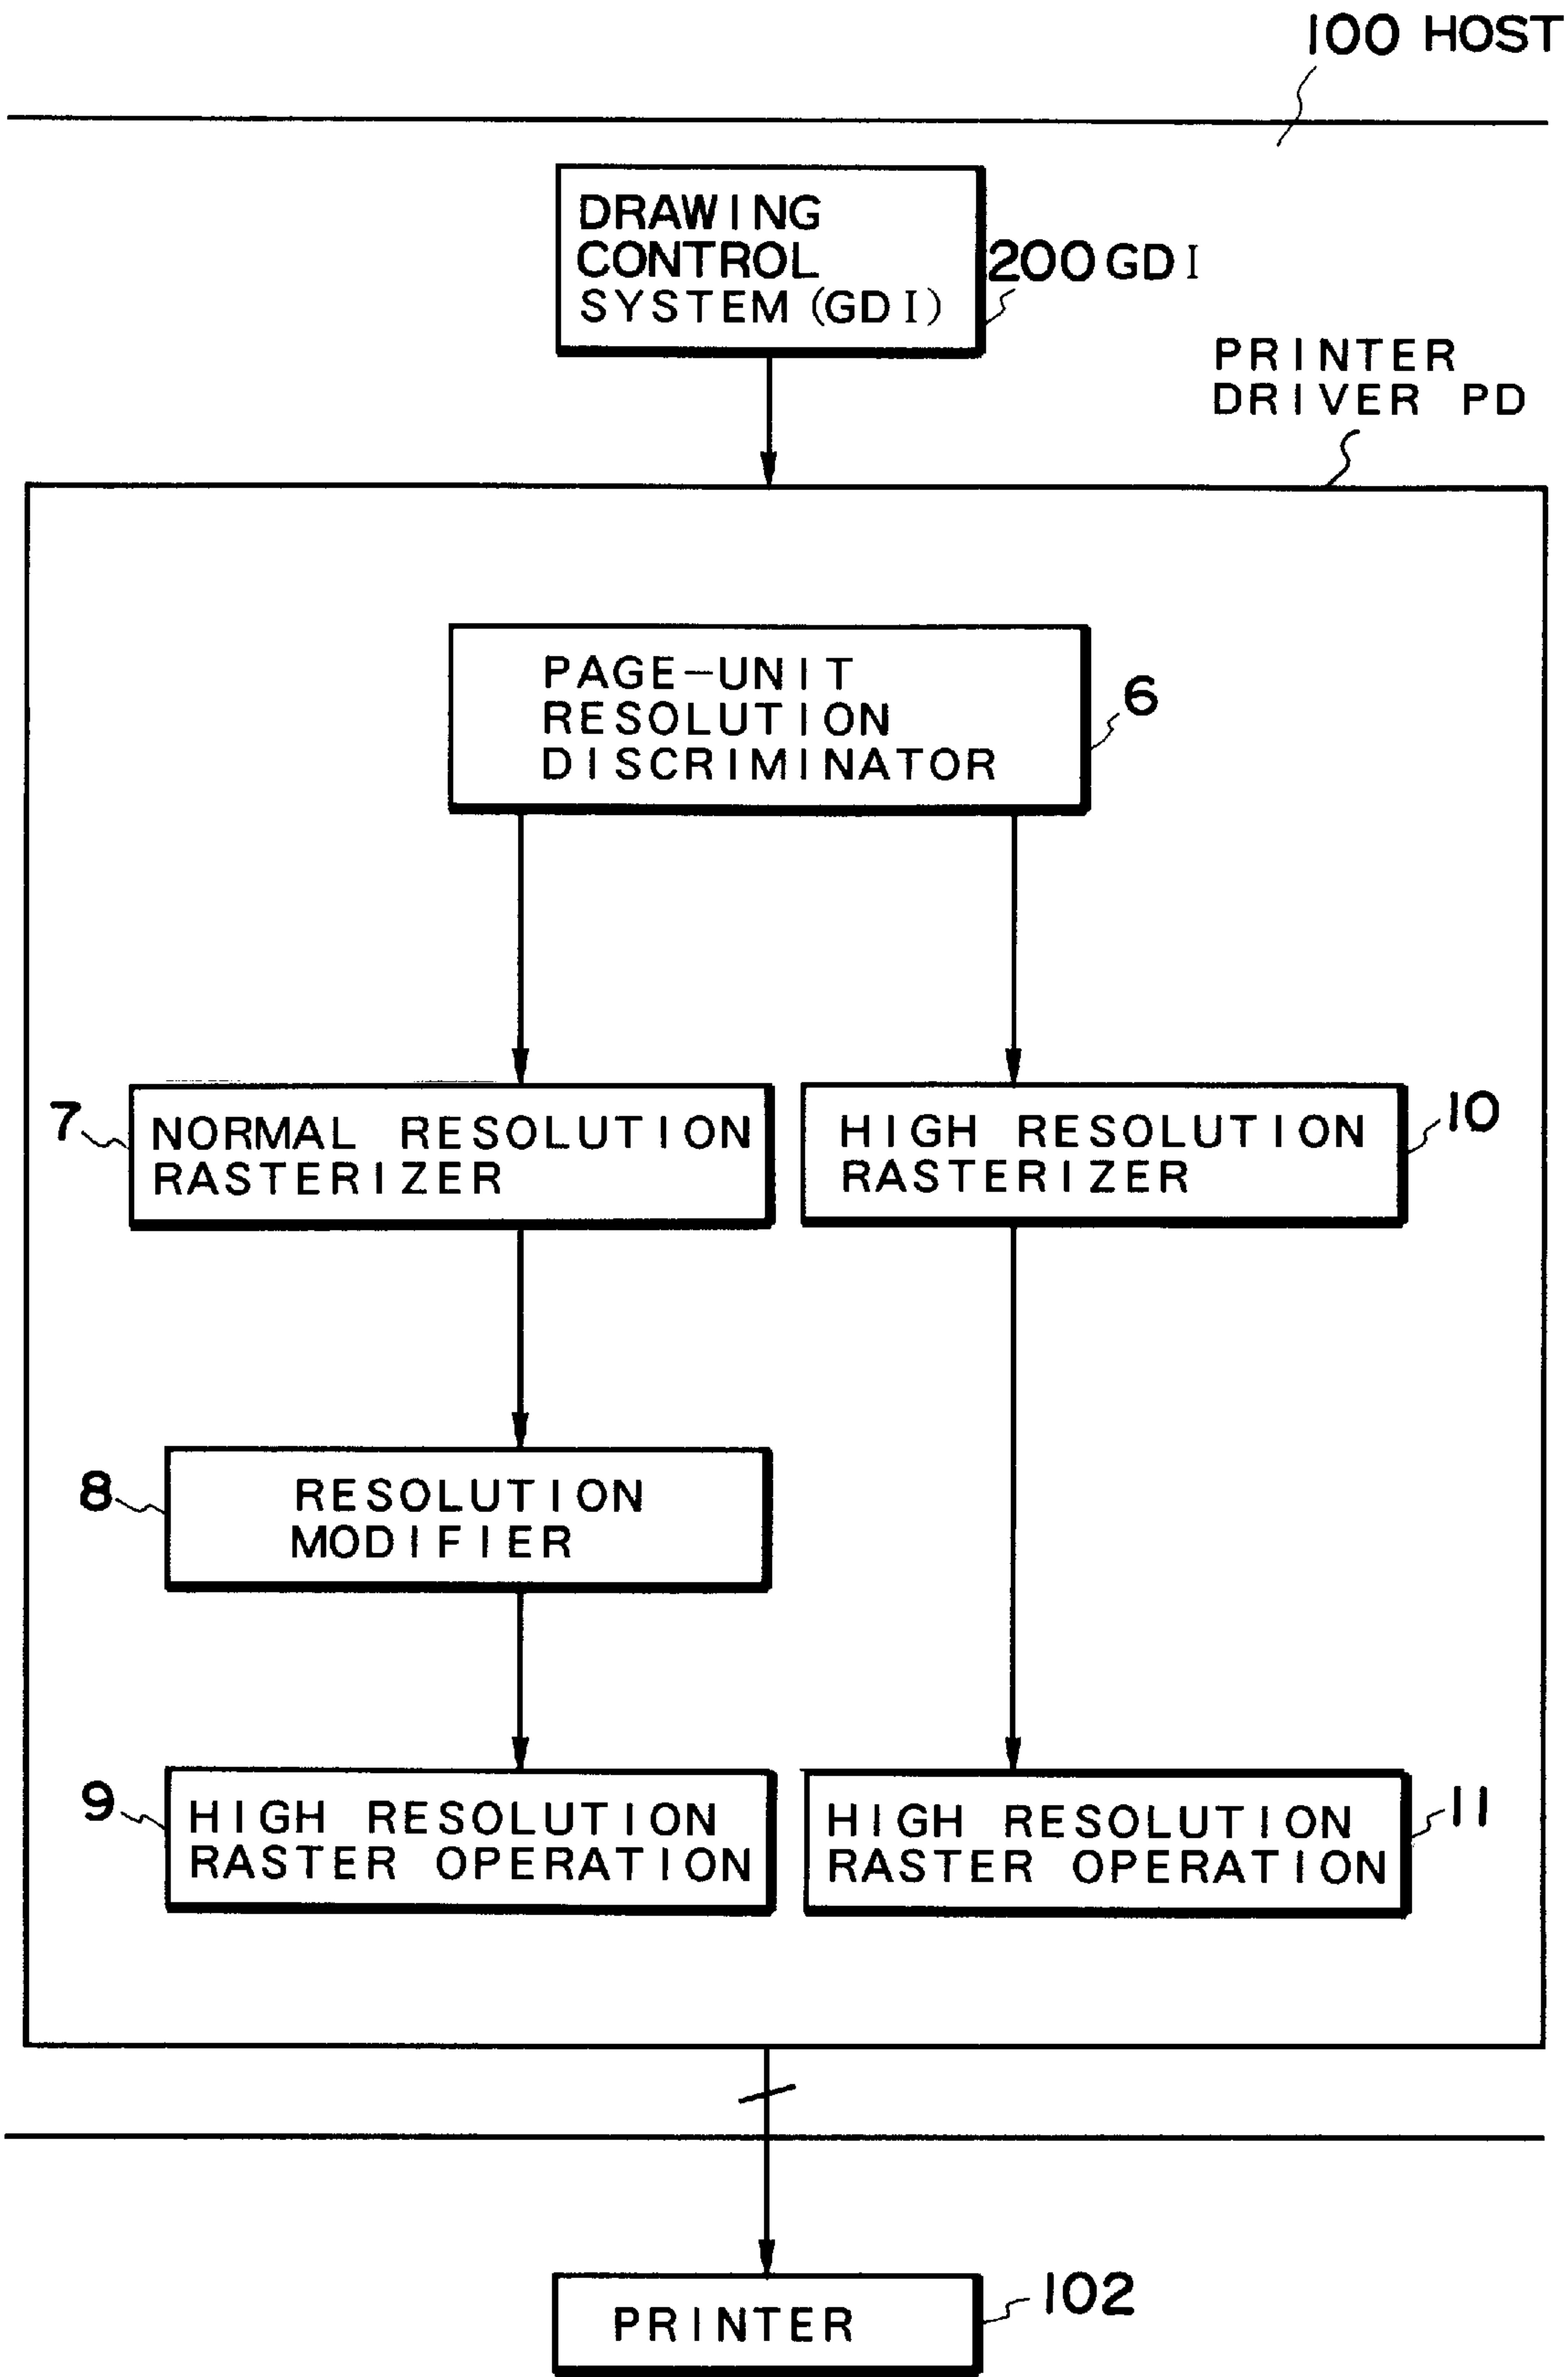 100 HOST
DRAWING
CONTROL
SYSTEM (GDI)
200 GDI
PRINTER
DRIVER PD
PAGE-UNIT
RESOLUTION
DISCRIMINATOR
6
7
NORMAL RESOLUTION
RASTERIZER
HIGH RESOLUTION
RASTERIZER
10
8
RESOLUTION
MODIFIER
9
HIGH RESOLUTION
RASTER OPERATION
HIGH RESOLUTION
RASTER OPERATION
11
PRINTER
102